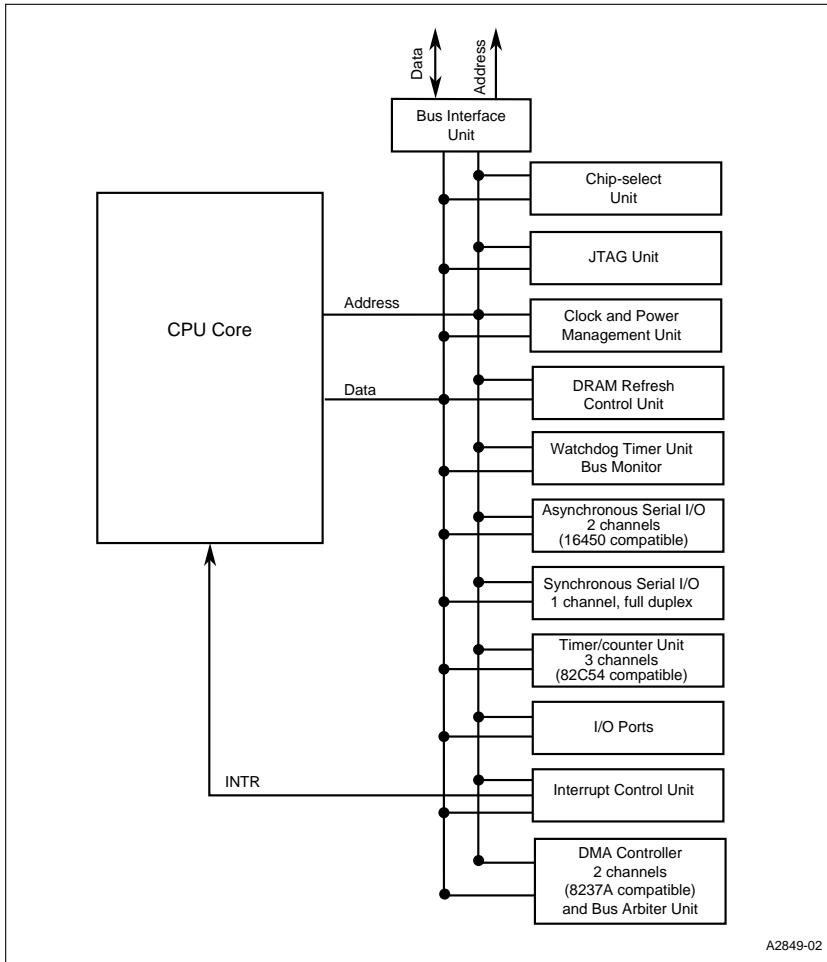 Data
Address
Bus Interface
Unit
Chip-select
Unit
JTAG Unit
Address
CPU Core
Clock and Power
Management Unit
Data
DRAM Refresh
Control Unit
Watchdog Timer Unit
Bus Monitor
Asynchronous Serial I/O
2 channels
(16450 compatible)
Synchronous Serial I/O
1 channel, full duplex
Timer/counter Unit
3 channels
(82C54 compatible)
I/O Ports
INTR
Interrupt Control Unit
DMA Controller
2 channels
(8237A compatible)
and Bus Arbiter Unit
A2849-02